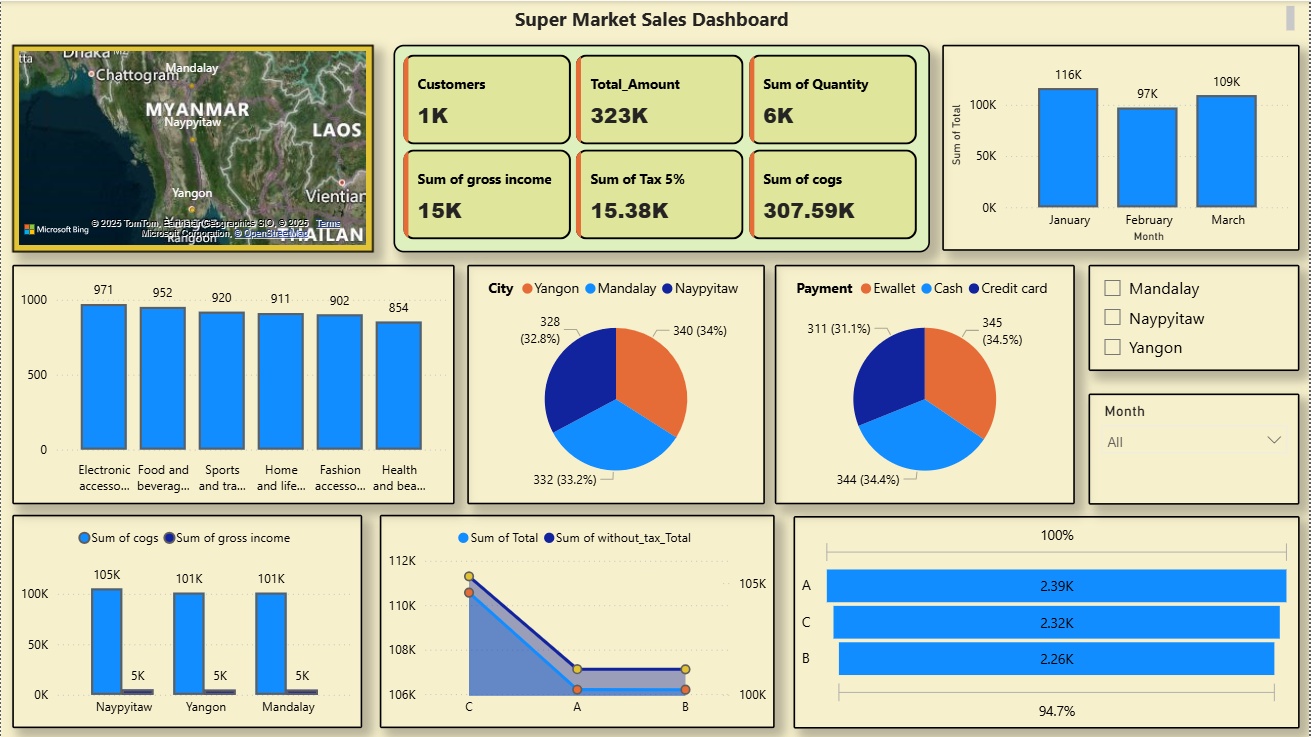 Super Market Sales Dashboard
Mandalay
Chattogram
MYANMAR
Naypyitaw
LAOS
Yangon
Vientian
Microsoft Bing
© 2025 TomTom, Earthstar Geographics SIO, © 2025 Terms
Microsoft Corporation, © OpenStreetMap
Rangoon
THAILAN
Customers
1K
Total_Amount
323K
Sum of Quantity
6K
Sum of gross income
15K
Sum of Tax 5%
15.38K
Sum of cogs
307.59K
Sum of Total
100K
50K
0K
116K
97K
109K
January February March
Month
1000
500
0
971
952
920
911
902
854
Electronic accesso...
Food and beverag...
Sports and tra...
Home and life...
Fashion accesso...
Health and bea...
City Yangon Mandalay Naypyitaw
328 (32.8%)
340 (34%)
332 (33.2%)
Payment Ewallet Cash Credit card
311 (31.1%)
345 (34.5%)
344 (34.4%)
Mandalay
Naypyitaw
Yangon
Month
All
Sum of cogs Sum of gross income
100K
50K
0K
105K
5K
101K
5K
101K
5K
Naypyitaw Yangon Mandalay
Sum of Total Sum of without_tax_Total
112K
110K
108K
106K
105K
100K
C A B
100%
A 2.39K
C 2.32K
B 2.26K
94.7%